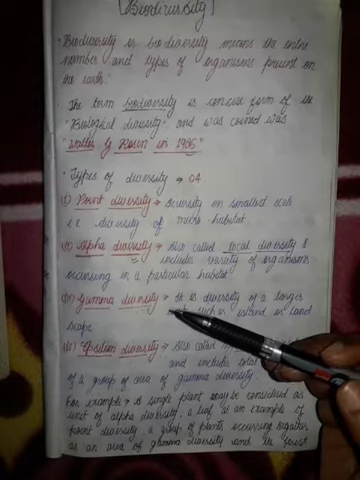 [Biodiversity]
"Biodiversity is biodiversity means the entire
number and types of organisms present on
the earth."
The term biodiversity is concise form of the
"Biological diversity" and was coined was
"Walter G Rosen in 1986"
Types of diversity → 04
(i) Point diversity → diversity on smallest scale
i.e diversity of micro habitat
(ii) Alpha diversity → also called local diversity &
includes variety of organisms
occurring in a particular habitat
(iii) Gamma diversity → It is diversity of a larger
such as island or land
scape
(iv) Epsilon diversity → also called
and includes total
of a group of area of gamma diversity.
For example → a single plant may be considered as
unit of alpha diversity, a leaf is an example of
point diversity, a group of plants occurring together
as an area of gamma diversity and the forest